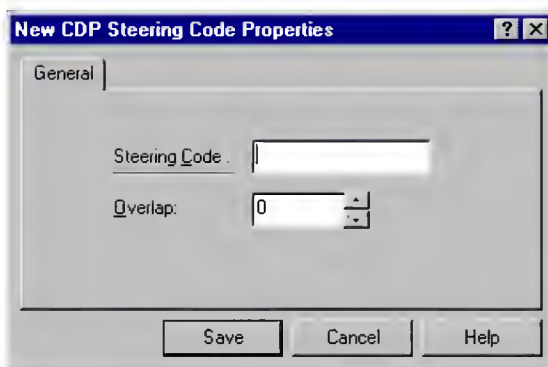 New CDP Steering Code Properties ? ×
General
Steering Code :
Overlap: 0
Save Cancel Help